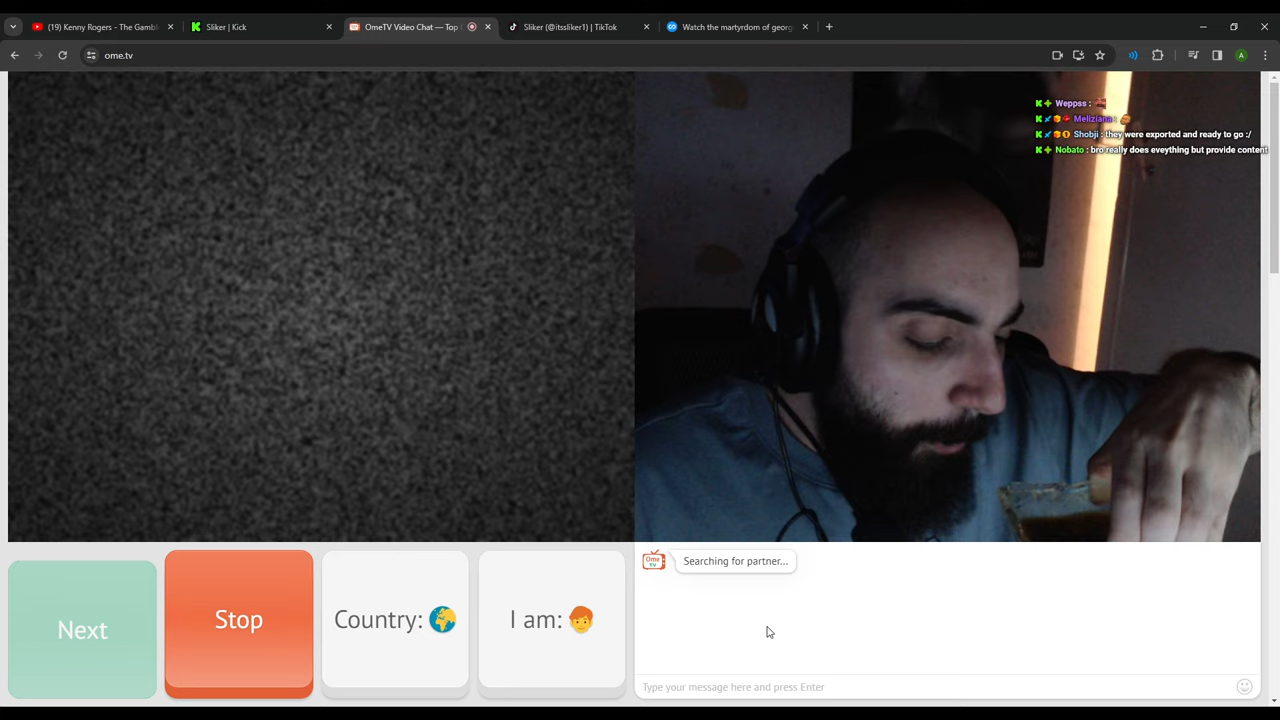 (19) Kenny Rogers - The Gambl
Sliker | Kick
OmeTV Video Chat — Top
Sliker (@itssliker1) | TikTok
Watch the martyrdom of georg
ome.tv
Weppss :
Meliziana :
Shobji : they were exported and ready to go :/
Nobato : bro really does eveything but provide content
Ome
TV
Searching for partner...
Next
Stop
Country:
I am:
Type your message here and press Enter
A